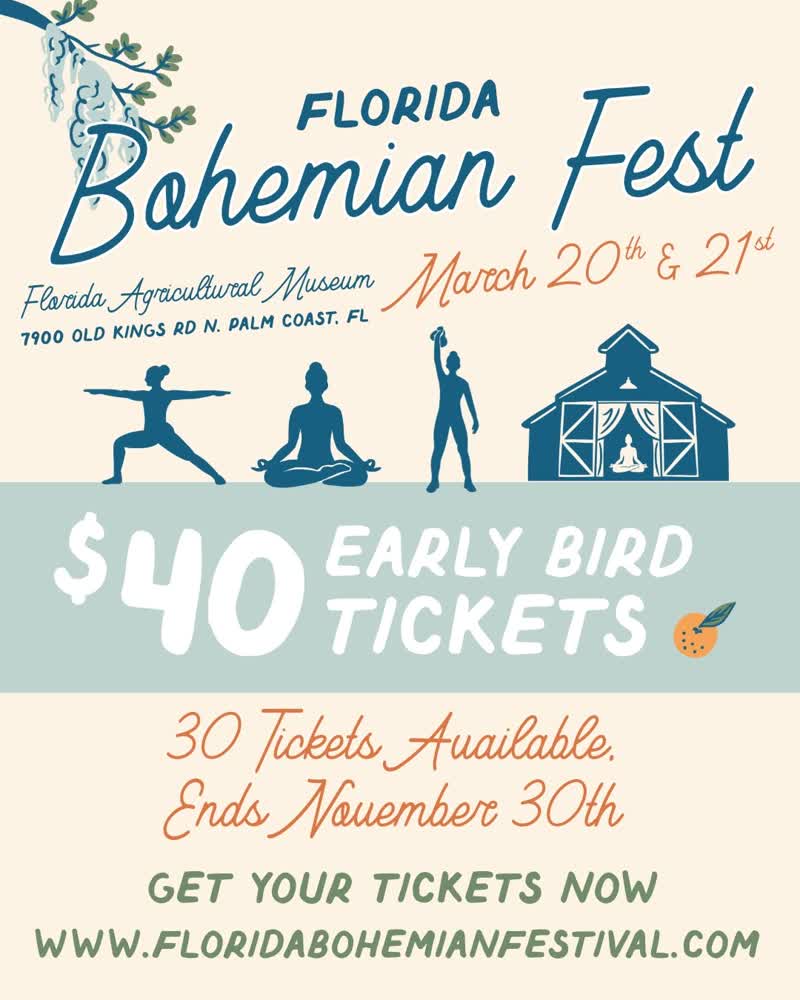 FLORIDA
Bohemian Fest
March 20th & 21st
Florida Agricultural Museum
7900 OLD KINGS RD N. PALM COAST, FL
$40 EARLY BIRD
TICKETS
30 Tickets Available,
Ends November 30th
GET YOUR TICKETS NOW
WWW.FLORIDABOHEMIANFESTIVAL.COM